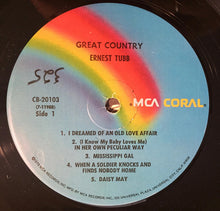 GREAT COUNTRY
ERNEST TUBB
CB-20103
(7-11988)
Side 1
MCA CORAL
1 I DREAMED OF AN OLD LOVE AFFAIR
2. (I Know My Baby Loves Me)
IN HER OWN PECULIAR WAY
3. MISSISSIPPI GAL
4. WHEN A SOLDIER KNOCKS AND
FINDS NOBODY HOME
5 DAISY MAY